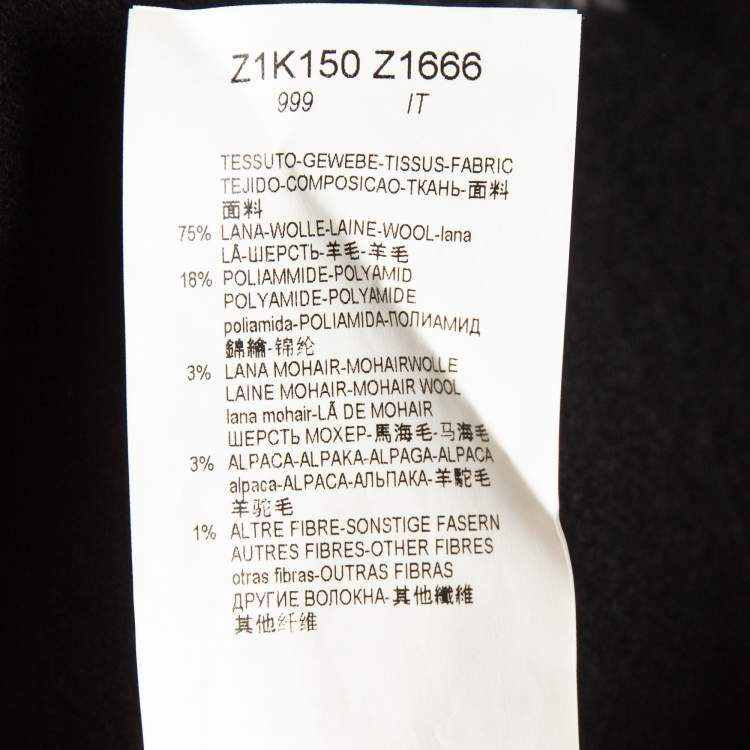 Z1K150 Z1666
999 IT
TESSUTO-GEWEBE-TISSUS-FABRIC
TEJIDO-COMPOSICAO-ТКАНЬ-面料
面料
75% LANA-WOLLE-LAINE-WOOL-lana
LÃ-ШЕРСТЬ-羊毛-羊毛
18% POLIAMMIDE-POLYAMID
POLYAMIDE-POLYAMIDE
poliamida-POLIAMIDA-ПОЛИАМИД
錦綸-锦纶
3% LANA MOHAIR-MOHAIRWOLLE
LAINE MOHAIR-MOHAIR WOOL
lana mohair-LÃ DE MOHAIR
ШЕРСТЬ МОХЕР-馬海毛-马海毛
3% ALPACA-ALPAKA-ALPAGA-ALPACA
alpaca-ALPACA-АЛЬПАКА-羊駝毛
羊驼毛
1% ALTRE FIBRE-SONSTIGE FASERN
AUTRES FIBRES-OTHER FIBRES
otras fibras-OUTRAS FIBRAS
ДРУГИЕ ВОЛОКНА-其他纖維
其他纤维